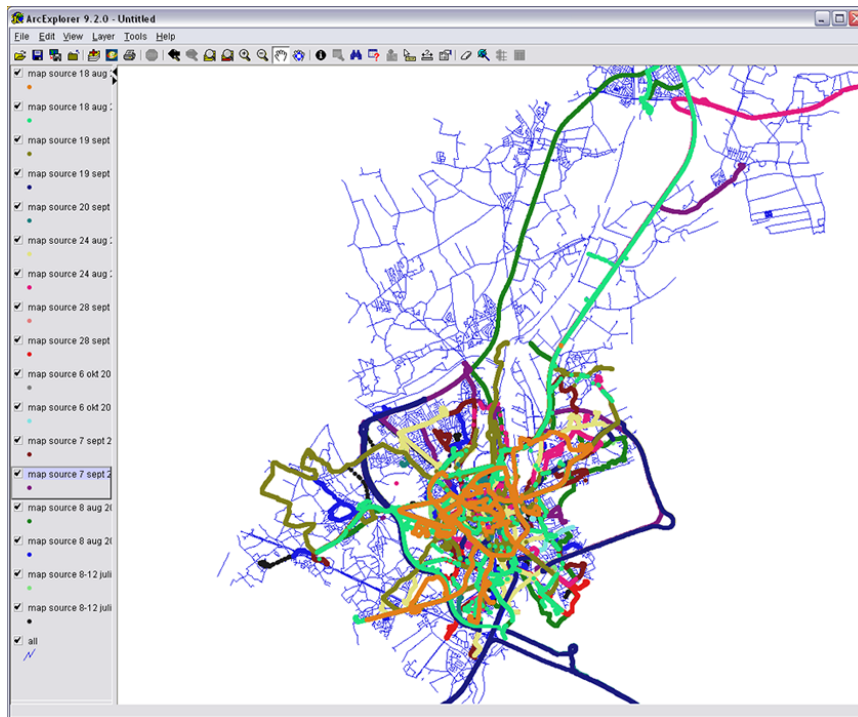 ArcExplorer 9.2.0 - Untitled
File Edit View Layer Tools Help
map source 18 aug
map source 18 aug
map source 19 sept
map source 19 sept
map source 20 sept
map source 24 aug
map source 24 aug
map source 28 sept
map source 28 sept
map source 6 okt 20
map source 6 okt 20
map source 7 sept 2
map source 7 sept 2
map source 8 aug 20
map source 8 aug 20
map source 8-12 juli
map source 8-12 juli
all